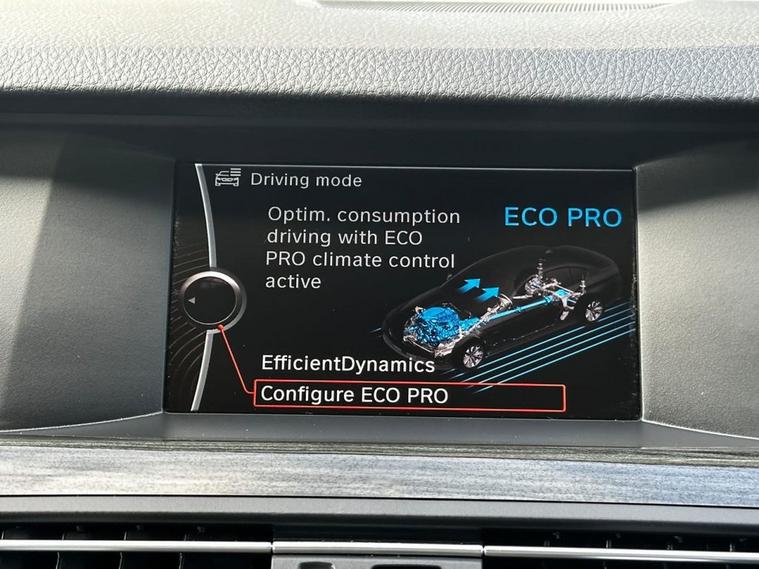 Driving mode
ECO PRO
Optim. consumption
driving with ECO
PRO climate control
active
EfficientDynamics
Configure ECO PRO